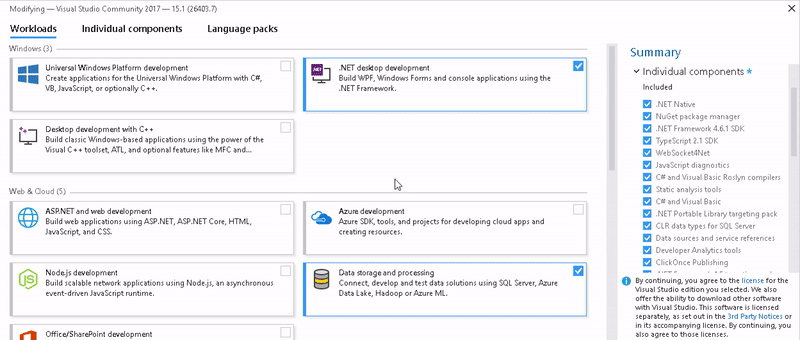 Modifying — Visual Studio Community 2017 — 15.1 (26403.7)
Workloads Individual components Language packs
Windows (3)
Universal Windows Platform development
Create applications for the Universal Windows Platform with C#,
VB, JavaScript, or optionally C++.
.NET desktop development
Build WPF, Windows Forms and console applications using the
.NET Framework.
Desktop development with C++
Build classic Windows-based applications using the power of the
Visual C++ toolset, ATL, and optional features like MFC and...
Web & Cloud (5)
ASP.NET and web development
Build web applications using ASP.NET, ASP.NET Core, HTML,
JavaScript, and CSS.
Azure development
Azure SDK, tools, and projects for developing cloud apps and
creating resources.
Node.js development
Build scalable network applications using Node.js, an asynchronous
event-driven JavaScript runtime.
Data storage and processing
Connect, develop and test data solutions using SQL Server, Azure
Data Lake, Hadoop or Azure ML.
Office/SharePoint development
Summary
Individual components *
Included
.NET Native
NuGet package manager
.NET Framework 4.6.1 SDK
TypeScript 2.1 SDK
WebSocket4Net
JavaScript diagnostics
C# and Visual Basic Roslyn compilers
Static analysis tools
C# and Visual Basic
.NET Portable Library targeting pack
CLR data types for SQL Server
Data sources and service references
Developer Analytics tools
ClickOnce Publishing
By continuing, you agree to the license for the
Visual Studio edition you selected. We also
offer the ability to download other software
with Visual Studio. This software is licensed
separately, as set out in the 3rd Party Notices or
in its accompanying license. By continuing, you
also agree to those licenses.